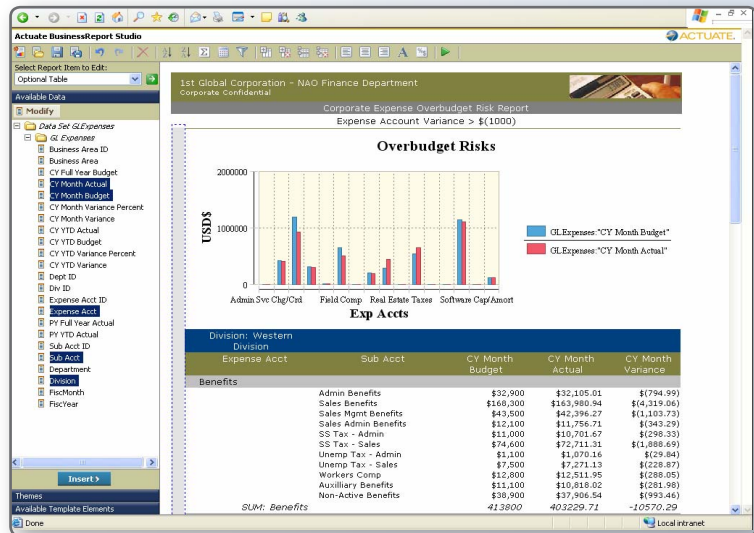 Actuate BusinessReport Studio
ACTUATE.
Select Report Item to Edit:
Optional Table
Available Data
Modify
Data Set GLExpenses
GL Expenses
Business Area ID
Business Area
CY Full Year Budget
CY Month Actual
CY Month Budget
CY Month Variance Percent
CY Month Variance
CY YTD Actual
CY YTD Budget
CY YTD Variance Percent
CY YTD Variance
Dept ID
Div ID
Expense Acct ID
Expense Acct
PY Full Year Actual
PY YTD Actual
Sub Acct ID
Sub Acct
Department
Division
FiscMonth
FiscYear
Insert >
Themes
Available Template Elements
Done
1st Global Corporation - NAO Finance Department
Corporate Confidential
Corporate Expense Overbudget Risk Report
Expense Account Variance > $(1000)
Overbudget Risks
2000000
1000000
0
USD$
Admin Svc Chg/Crd Field Comp Real Estate Taxes Software Cap/Amort
Exp Accts
GLExpenses:"CY Month Budget"
GLExpenses:"CY Month Actual"
Division: Western
Division
Expense Acct Sub Acct CY Month Budget CY Month Actual CY Month Variance
Benefits
Admin Benefits $32,900 $32,105.01 $(794.99)
Sales Benefits $168,300 $163,980.94 $(4,319.06)
Sales Mgmt Benefits $43,500 $42,396.27 $(1,103.73)
Sales Admin Benefits $12,100 $11,756.71 $(343.29)
SS Tax - Admin $11,000 $10,701.67 $(298.33)
SS Tax - Sales $74,600 $72,711.31 $(1,888.69)
Unemp Tax - Admin $1,100 $1,070.16 $(29.84)
Unemp Tax - Sales $7,500 $7,271.13 $(228.87)
Workers Comp $12,800 $12,511.95 $(288.05)
Auxilliary Benefits $11,100 $10,818.02 $(281.98)
Non-Active Benefits $38,900 $37,906.54 $(993.46)
SUM: Benefits 413800 403229.71 -10570.29
Local intranet